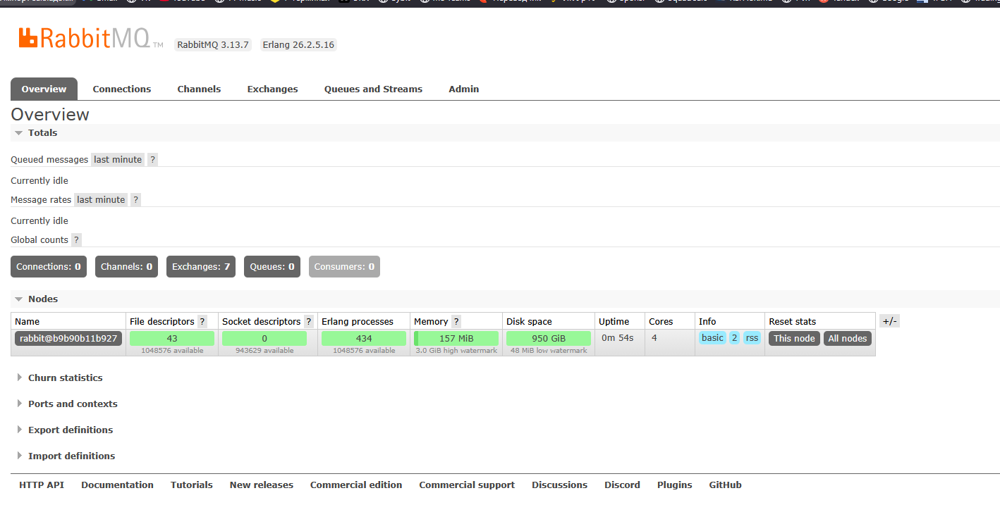 YouTube
RabbitMQ TM RabbitMQ 3.13.7 Erlang 26.2.5.16
Overview Connections Channels Exchanges Queues and Streams Admin
Overview
Totals
Queued messages last minute ?
Currently idle
Message rates last minute ?
Currently idle
Global counts ?
Connections: 0 Channels: 0 Exchanges: 7 Queues: 0 Consumers: 0
Nodes
Name File descriptors ? Socket descriptors ? Erlang processes Memory ? Disk space Uptime Cores Info Reset stats +/-
rabbit@b9b90b11b927 43 0 434 157 MiB 950 GiB 0m 54s 4 basic 2 rss This node All nodes
1048576 available 943629 available 1048576 available 3.0 GiB high watermark 48 MiB low watermark
Churn statistics
Ports and contexts
Export definitions
Import definitions
HTTP API Documentation Tutorials New releases Commercial edition Commercial support Discussions Discord Plugins GitHub